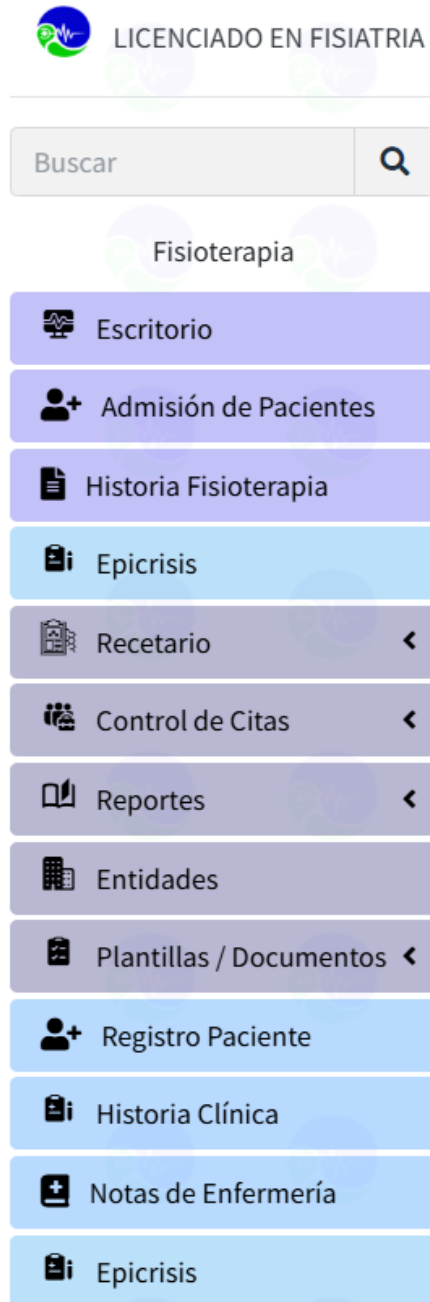 LICENCIADO EN FISIATRIA
Buscar
Fisioterapia
Escritorio
Admisión de Pacientes
Historia Fisioterapia
Epicrisis
Recetario
Control de Citas
Reportes
Entidades
Plantillas / Documentos
Registro Paciente
Historia Clínica
Notas de Enfermería
Epicrisis